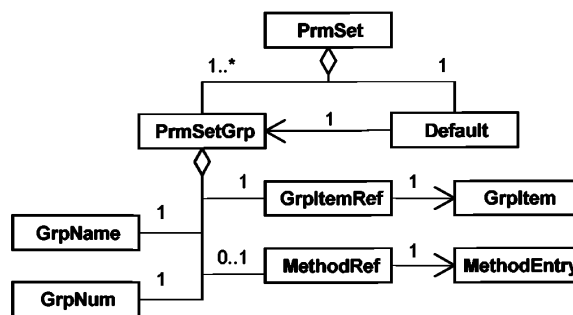 PrmSet
1..* 1
PrmSetGrp 1 Default
1 GrpItemRef 1 GrpItem
GrpName 1
0..1 MethodRef 1 MethodEntry
GrpNum 1